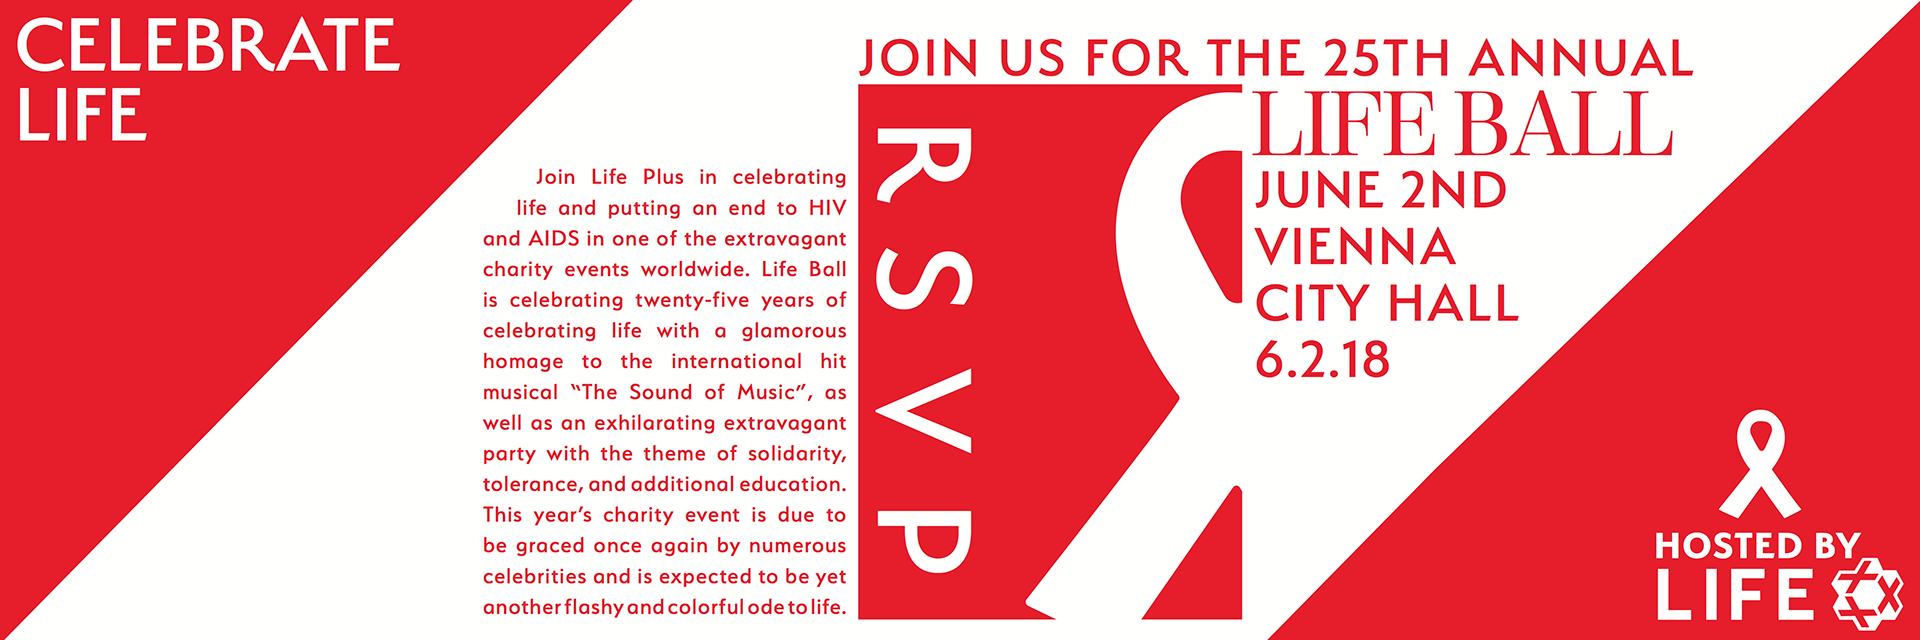 CELEBRATE
LIFE
Join Life Plus in celebrating
life and putting an end to HIV
and AIDS in one of the extravagant
charity events worldwide. Life Ball
is celebrating twenty-five years of
celebrating life with a glamorous
homage to the international hit
musical “The Sound of Music”, as
well as an exhilarating extravagant
party with the theme of solidarity,
tolerance, and additional education.
This year’s charity event is due to
be graced once again by numerous
celebrities and is expected to be yet
another flashy and colorful ode to life.
RSVP
JOIN US FOR THE 25TH ANNUAL
LIFE BALL
JUNE 2ND
VIENNA
CITY HALL
6.2.18
HOSTED BY
LIFE